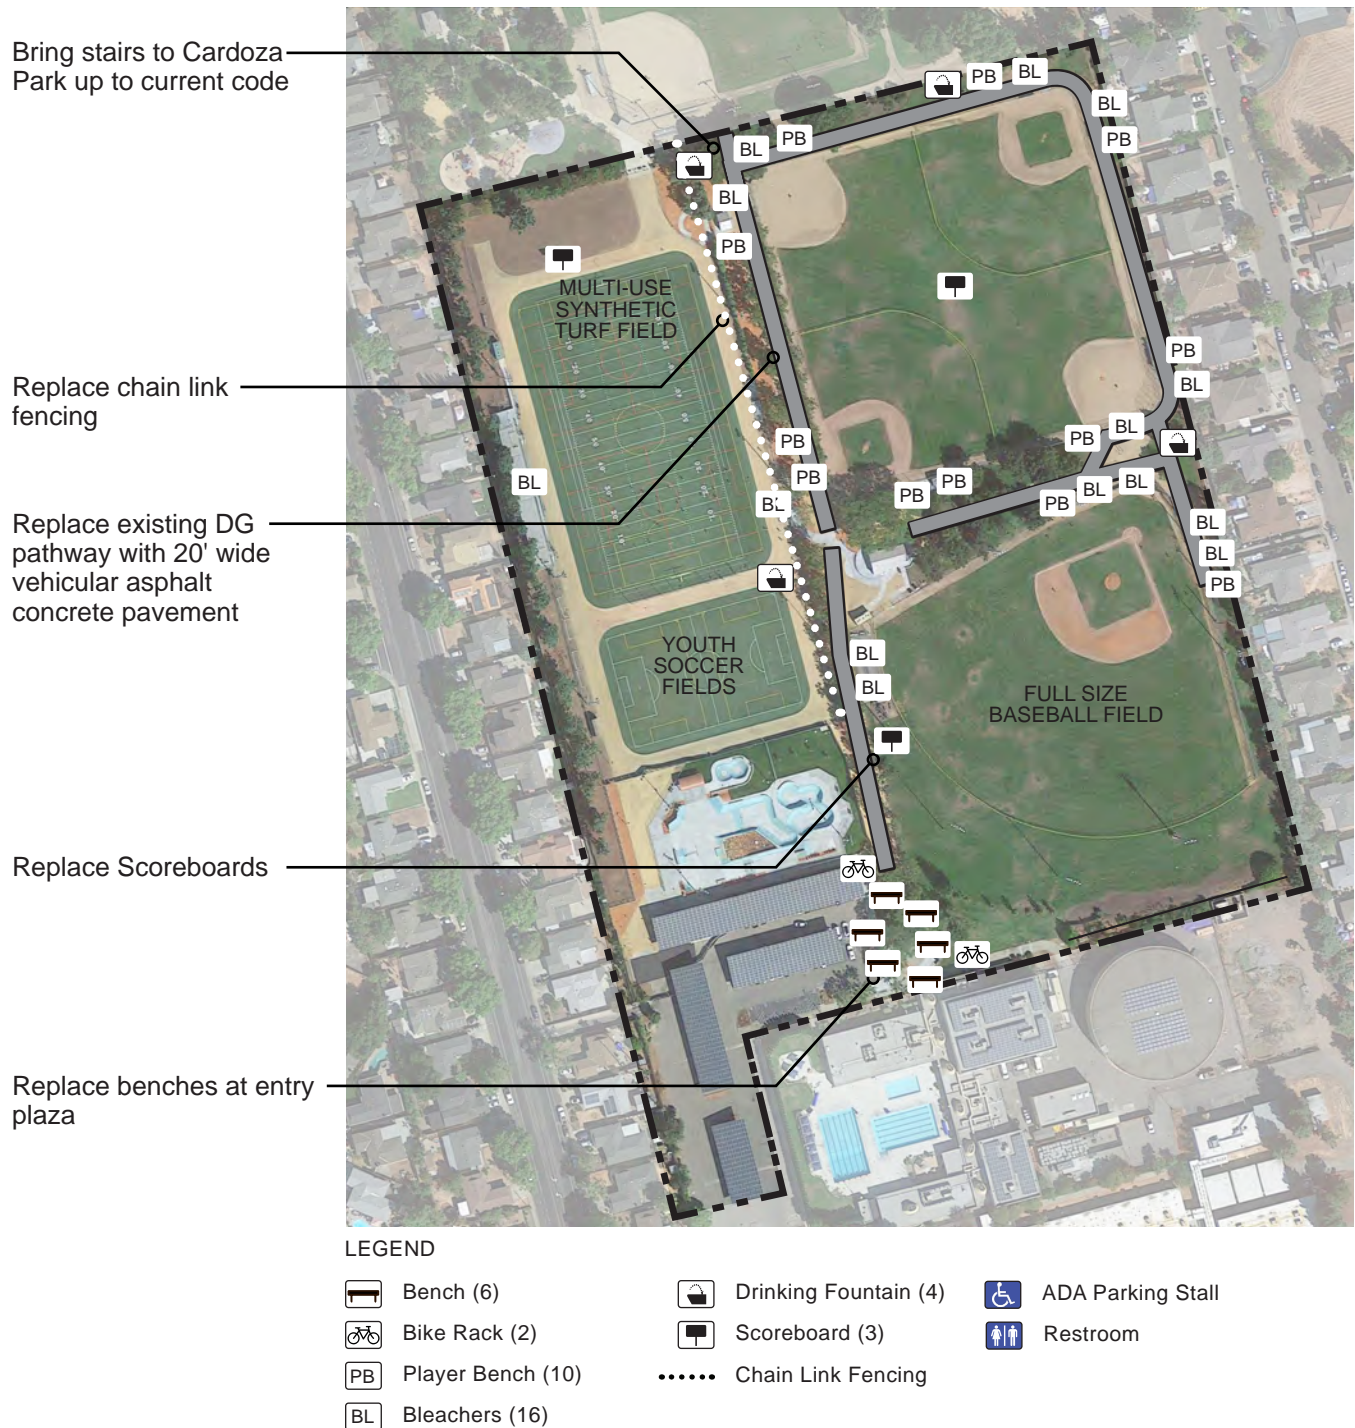 Bring stairs to Cardoza
Park up to current code
PB
BL
BL
PB
PB
BL
BL
PB
MULTI-USE
SYNTHETIC
TURF FIELD
PB
Replace chain link
fencing
BL
BL
PB
PB
PB
BL
BL
PB
BL
PB
PB
BL
PB
BL
Replace existing DG
pathway with 20' wide
vehicular asphalt
concrete pavement
BL
BL
PB
YOUTH
SOCCER
FIELDS
BL
BL
FULL SIZE
BASEBALL FIELD
Replace Scoreboards
Replace benches at entry
plaza
LEGEND
Bench (6)
Bike Rack (2)
PB Player Bench (10)
BL Bleachers (16)
Drinking Fountain (4)
Scoreboard (3)
Chain Link Fencing
ADA Parking Stall
Restroom